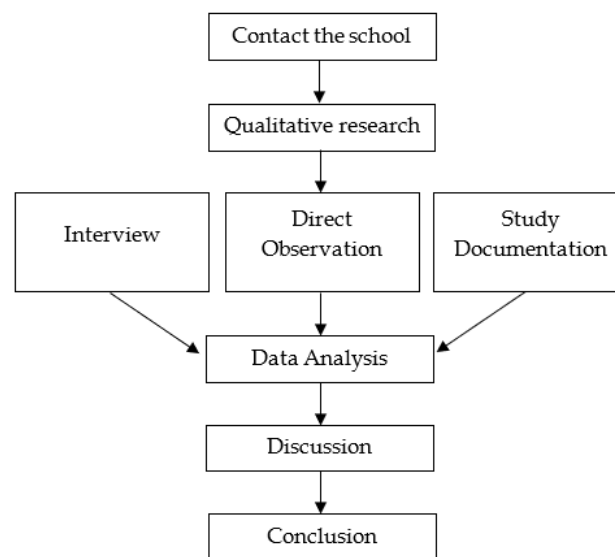 Contact the school
Qualitative research
Interview
Direct
Observation
Study
Documentation
Data Analysis
Discussion
Conclusion